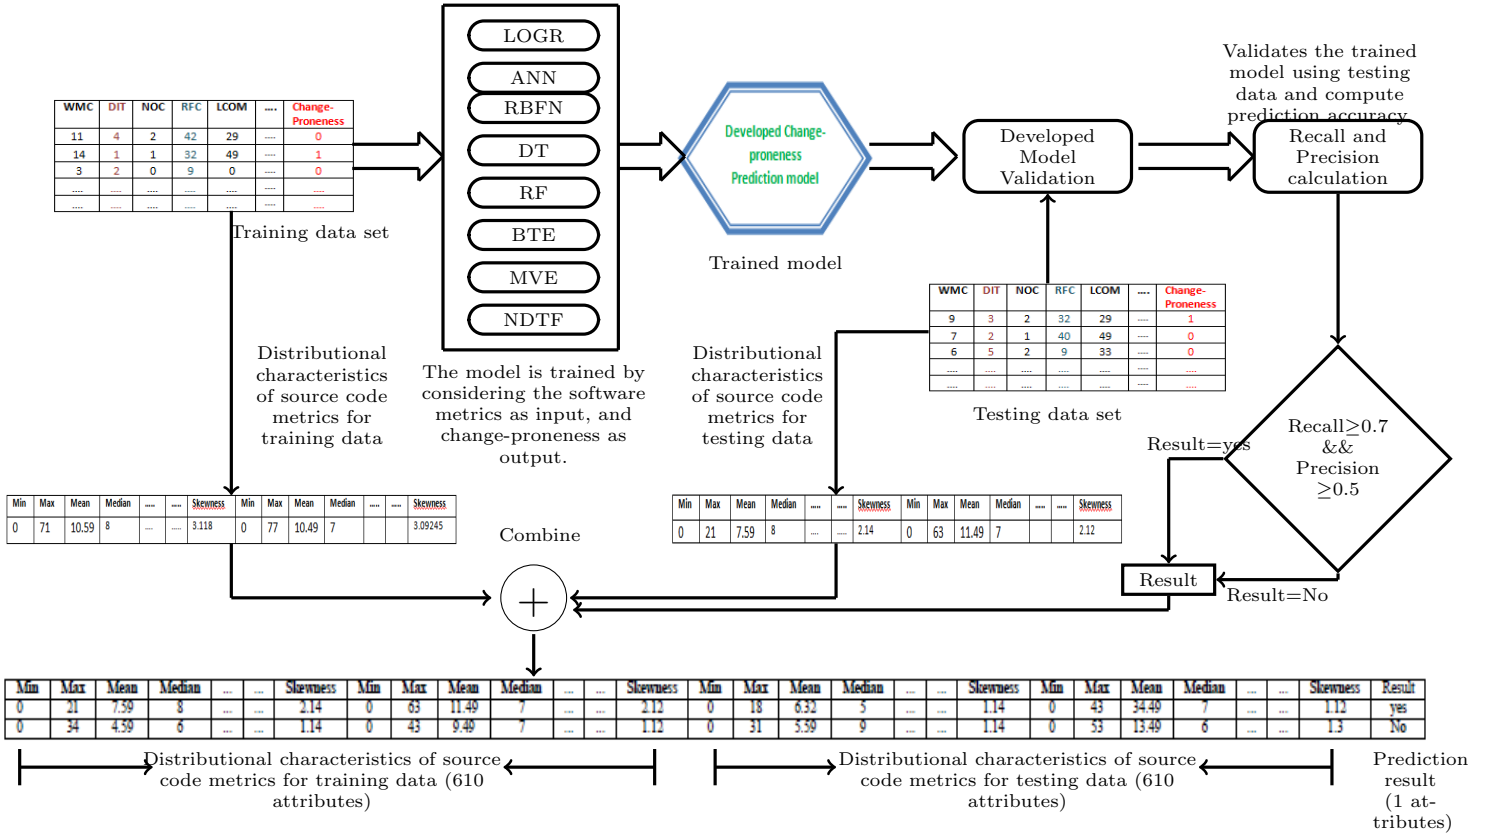 LOGR
ANN
RBFN
DT
RF
BTE
MVE
NDTF
WMC DIT NOC RFC LCOM .... Change-Proneness
11 4 2 42 29 .... 0
14 1 1 32 49 .... 1
3 2 0 9 0 .... 0
.... .... .... .... .... .... ....
.... .... .... .... .... .... ....
Training data set
Developed Change-
proneness
Prediction model
Trained model
Developed
Model
Validation
Validates the trained
model using testing
data and compute
prediction accuracy
Recall and
Precision
calculation
WMC DIT NOC RFC LCOM .... Change-Proneness
9 3 2 32 29 .... 1
7 2 1 40 49 .... 0
6 5 2 9 33 .... 0
.... .... .... .... .... .... ....
.... .... .... .... .... .... ....
Testing data set
Distributional
characteristics
of source code
metrics for
training data
The model is trained by
considering the software
metrics as input, and
change-proneness as
output.
Distributional
characteristics
of source code
metrics for
testing data
Recall≥0.7
&&
Precision
≥0.5
Result=yes
Min Max Mean Median ..... ..... Skewness Min Max Mean Median ..... ..... Skewness
0 71 10.59 8 .... ..... 3.118 0 77 10.49 7 3.09245
Min Max Mean Median ..... ..... Skewness Min Max Mean Median ..... ..... Skewness
0 21 7.59 8 .... ..... 2.14 0 63 11.49 7 2.12
Combine
+
Result
Result=No
Min Max Mean Median .... .... Skewness Min Max Mean Median .... .... Skewness Min Max Mean Median .... .... Skewness Min Max Mean Median .... .... Skewness Result
0 21 7.59 8 .... .... 2.14 0 63 11.49 7 .... .... 2.12 0 18 6.32 5 .... .... 1.14 0 43 34.49 7 .... .... 1.12 yes
0 34 4.59 6 .... .... 1.14 0 43 9.49 7 .... .... 1.12 0 31 5.59 9 .... .... 1.14 0 53 13.49 6 .... .... 1.3 No
Distributional characteristics of source
code metrics for training data (610
attributes)
Distributional characteristics of source
code metrics for testing data (610
attributes)
Prediction
result
(1 at-
tributes)